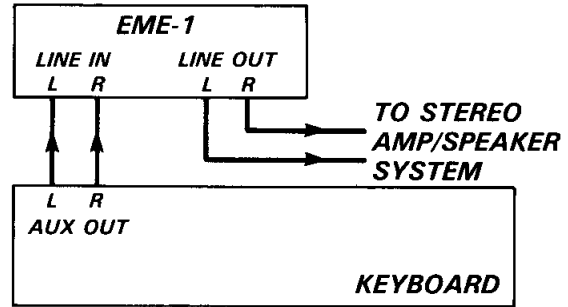 EME-1
LINE IN LINE OUT
L R L R
TO STEREO
AMP/SPEAKER
SYSTEM
L R
AUX OUT
KEYBOARD